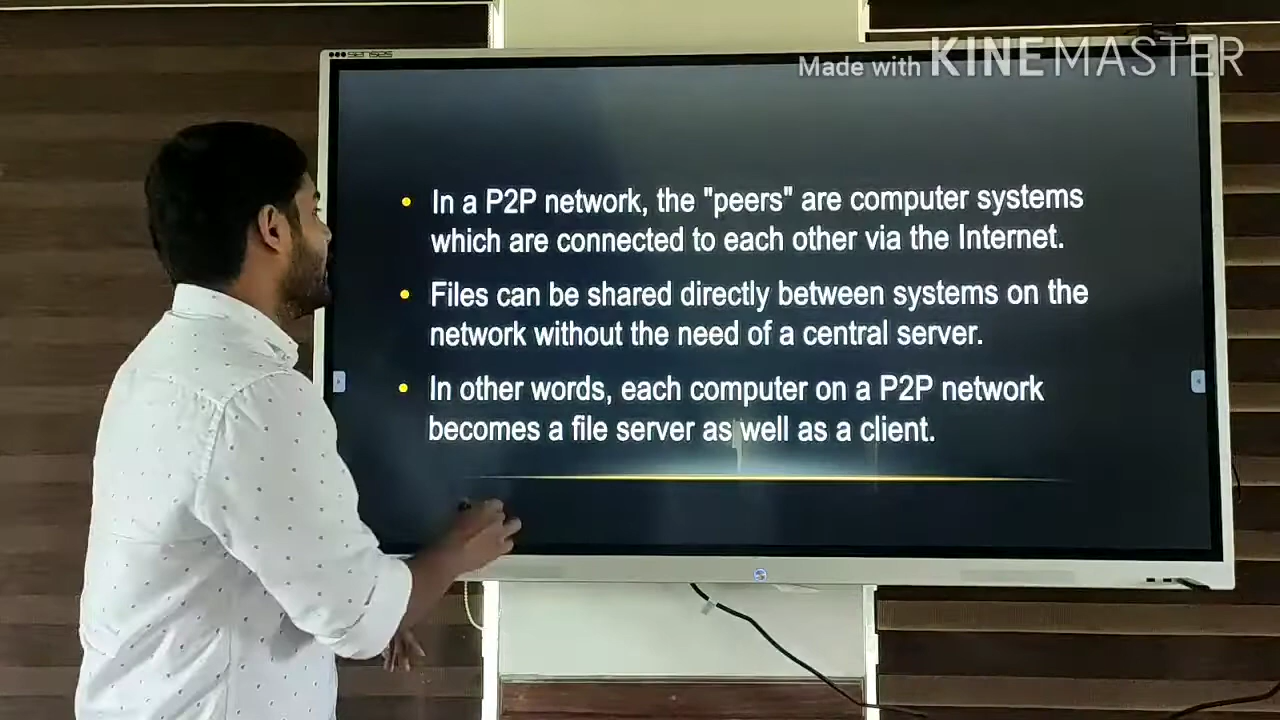 senses
Made with KINEMASTER
• In a P2P network, the "peers" are computer systems
which are connected to each other via the Internet.
• Files can be shared directly between systems on the
network without the need of a central server.
• In other words, each computer on a P2P network
becomes a file server as well as a client.